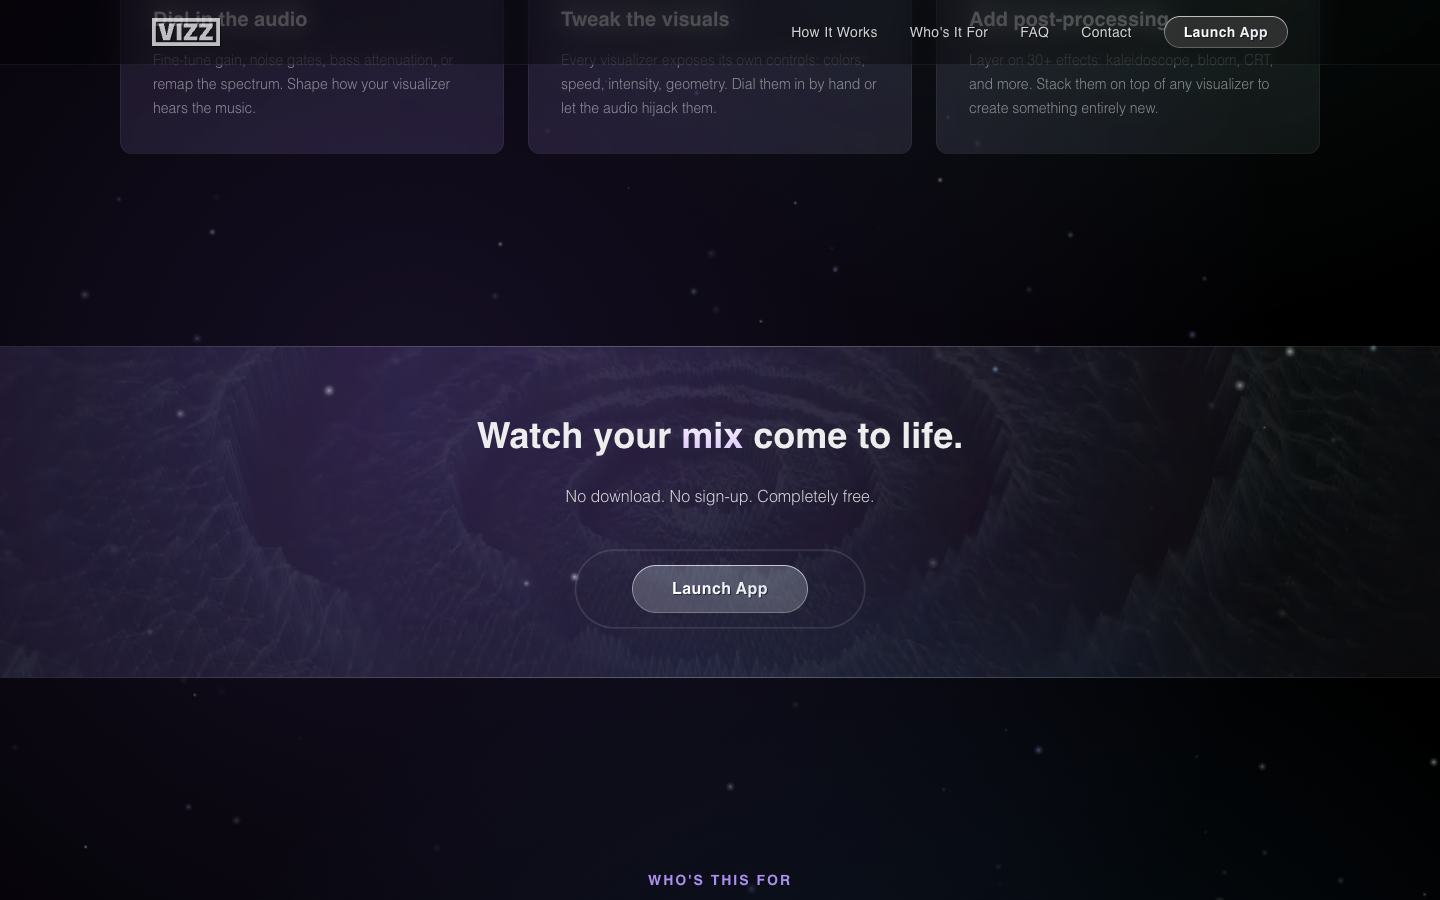 VIZZ
How It Works
Who's It For
FAQ
Contact
Launch App
Dial in the audio
Fine-tune gain, noise gates, bass attenuation, or
remap the spectrum. Shape how your visualizer
hears the music.
Tweak the visuals
Every visualizer exposes its own controls: colors,
speed, intensity, geometry. Dial them in by hand or
let the audio hijack them.
Add post-processing
Layer on 30+ effects: kaleidoscope, bloom, CRT,
and more. Stack them on top of any visualizer to
create something entirely new.
Watch your mix come to life.
No download. No sign-up. Completely free.
Launch App
WHO'S THIS FOR